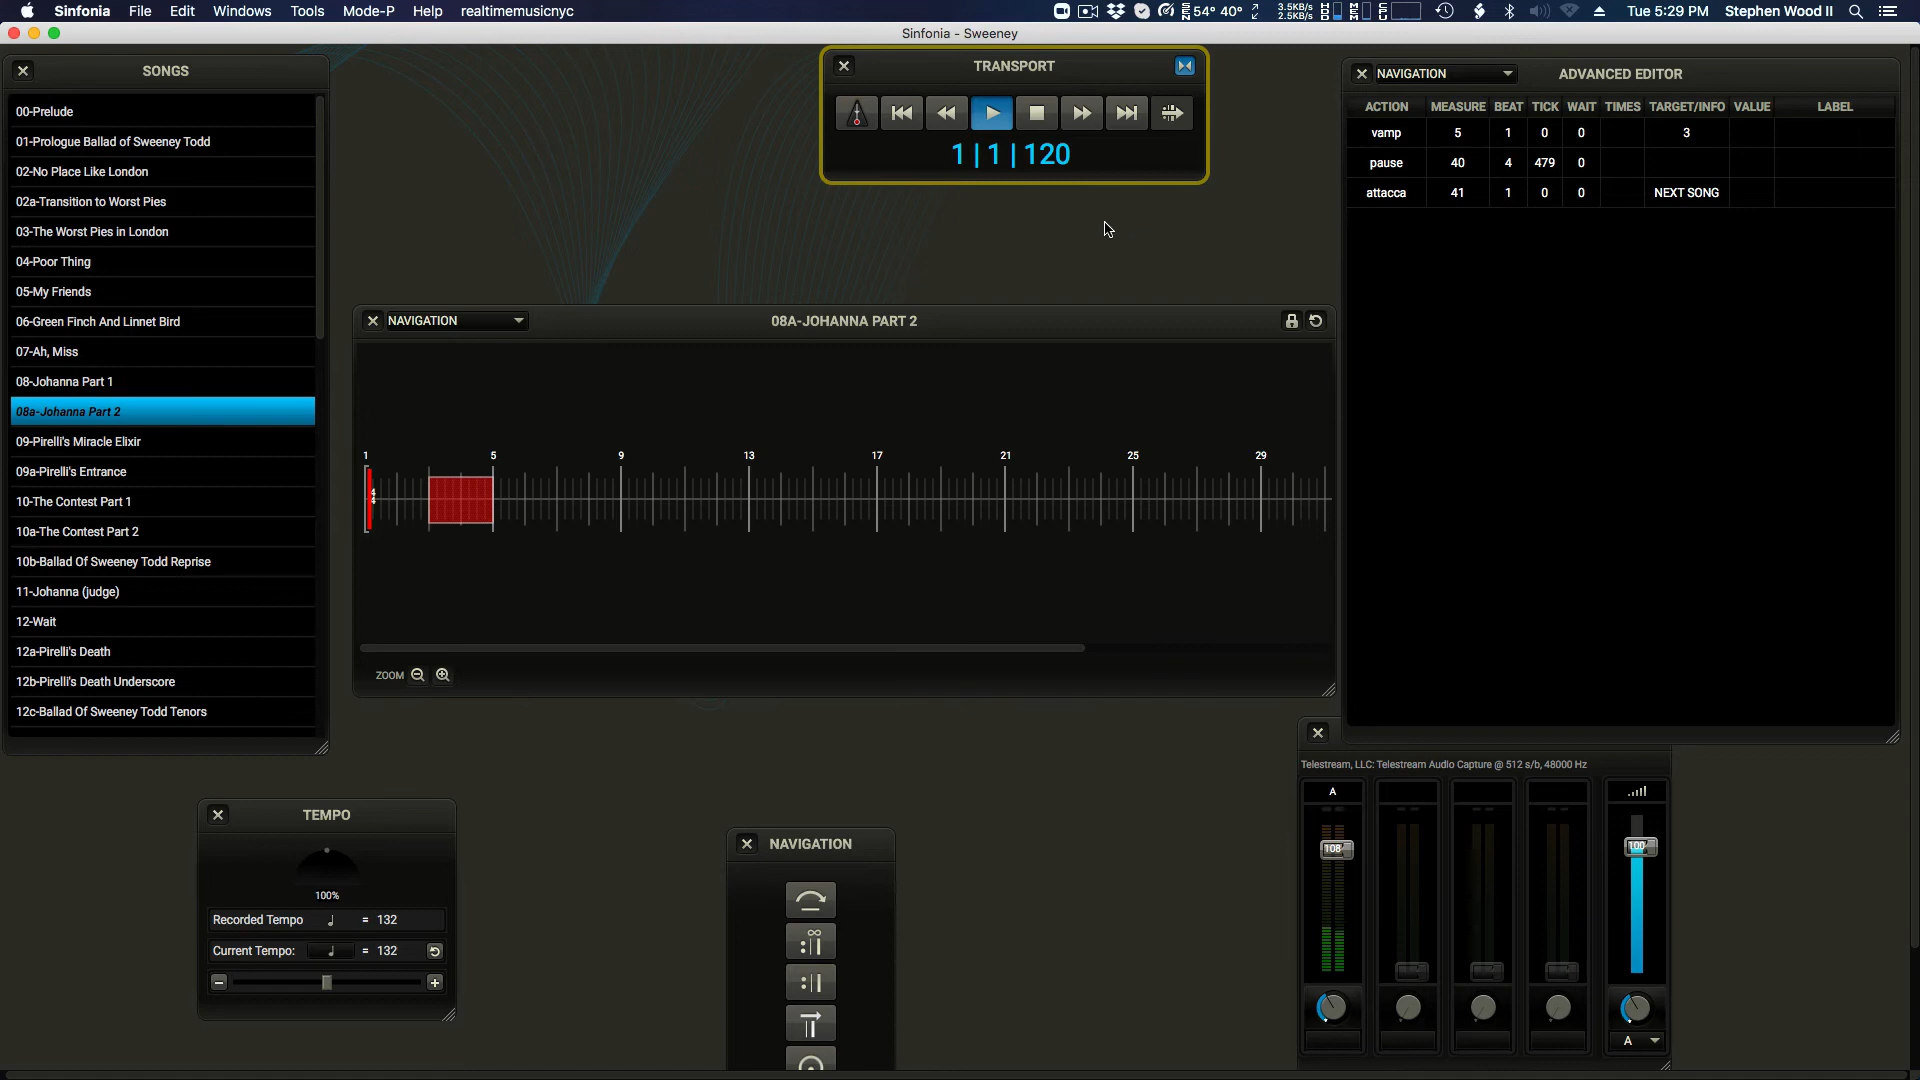 Sinfonia File Edit Windows Tools Mode-P Help realtimemusicnyc
54° 40° 3.5KB/s 2.5KB/s Tue 5:29 PM Stephen Wood II
Sinfonia - Sweeney
SONGS
00-Prelude
01-Prologue Ballad of Sweeney Todd
02-No Place Like London
02a-Transition to Worst Pies
03-The Worst Pies in London
04-Poor Thing
05-My Friends
06-Green Finch And Linnet Bird
07-Ah, Miss
08-Johanna Part 1
08a-Johanna Part 2
09-Pirelli's Miracle Elixir
09a-Pirelli's Entrance
10-The Contest Part 1
10a-The Contest Part 2
10b-Ballad Of Sweeney Todd Reprise
11-Johanna (judge)
12-Wait
12a-Pirelli's Death
12b-Pirelli's Death Underscore
12c-Ballad Of Sweeney Todd Tenors
TRANSPORT
1 | 1 | 120
NAVIGATION
08A-JOHANNA PART 2
1 5 9 13 17 21 25 29
4
4
ZOOM
NAVIGATION
ADVANCED EDITOR
ACTION MEASURE BEAT TICK WAIT TIMES TARGET/INFO VALUE LABEL
vamp 5 1 0 0 3
pause 40 4 479 0
attacca 41 1 0 0 NEXT SONG
TEMPO
100%
Recorded Tempo ♩ = 132
Current Tempo: ♩ = 132
NAVIGATION
Telestream, LLC: Telestream Audio Capture @ 512 s/b, 48000 Hz
A
108
100
A